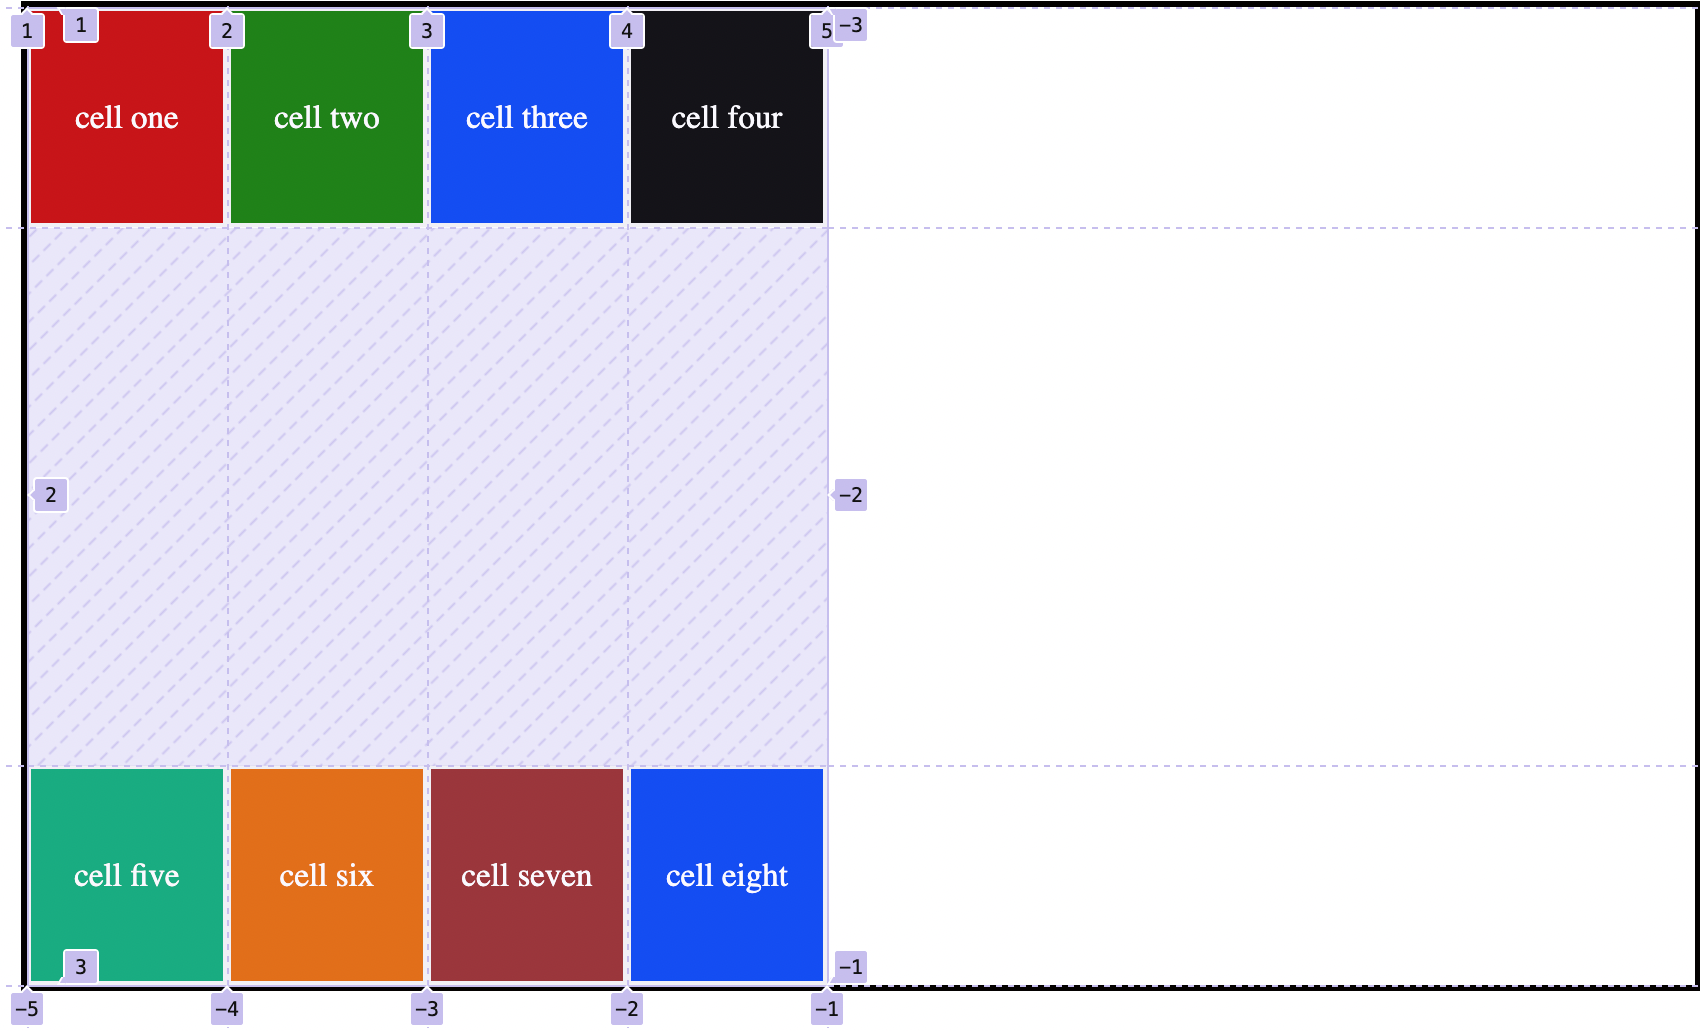 1 1 2 3 4 5 −3
cell one cell two cell three cell four
2 −2
cell five cell six cell seven cell eight
3 −1
−5 −4 −3 −2 −1